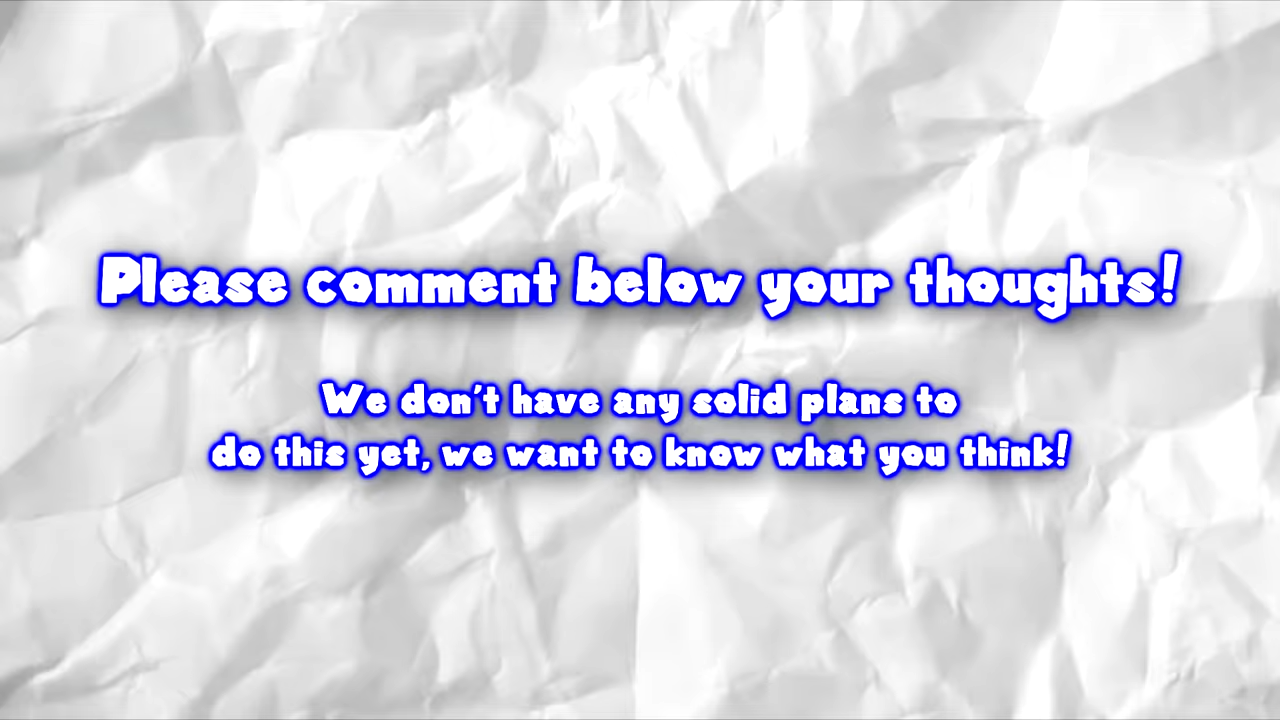 Please comment below your thoughts!
We don't have any solid plans to
do this yet, we want to know what you think!